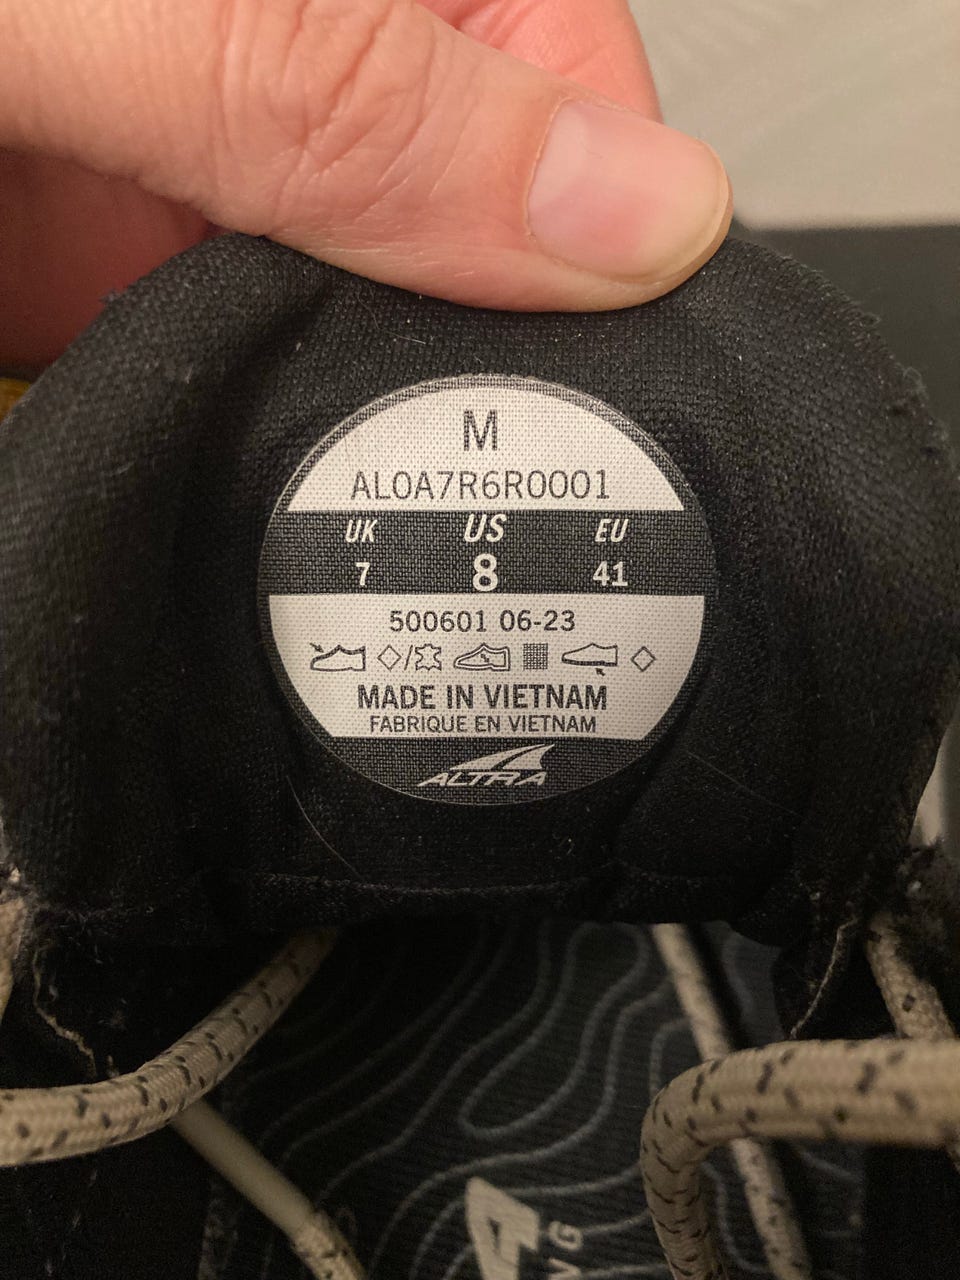 M
AL0A7R6R0001
UK US EU
7 8 41
500601 06-23
MADE IN VIETNAM
FABRIQUE EN VIETNAM
ALTRA